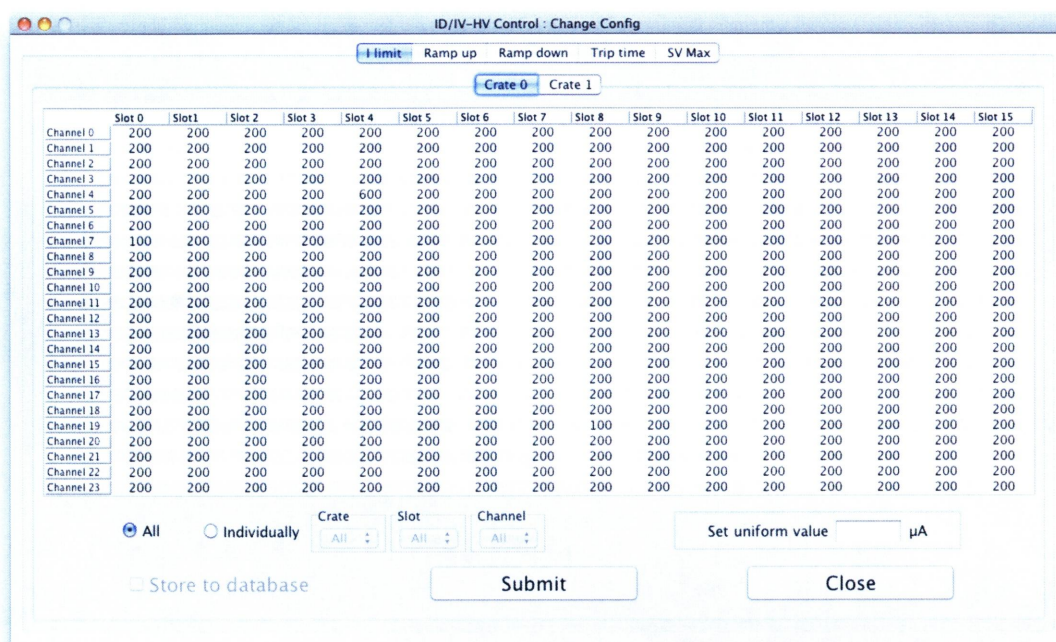 ID/IV-HV Control : Change Config
I limit Ramp up Ramp down Trip time SV Max
Crate 0 Crate 1
Slot 0 Slot1 Slot 2 Slot 3 Slot 4 Slot 5 Slot 6 Slot 7 Slot 8 Slot 9 Slot 10 Slot 11 Slot 12 Slot 13 Slot 14 Slot 15
Channel 0 200 200 200 200 200 200 200 200 200 200 200 200 200 200 200 200
Channel 1 200 200 200 200 200 200 200 200 200 200 200 200 200 200 200 200
Channel 2 200 200 200 200 200 200 200 200 200 200 200 200 200 200 200 200
Channel 3 200 200 200 200 200 200 200 200 200 200 200 200 200 200 200 200
Channel 4 200 200 200 200 600 200 200 200 200 200 200 200 200 200 200 200
Channel 5 200 200 200 200 200 200 200 200 200 200 200 200 200 200 200 200
Channel 6 200 200 200 200 200 200 200 200 200 200 200 200 200 200 200 200
Channel 7 100 200 200 200 200 200 200 200 200 200 200 200 200 200 200 200
Channel 8 200 200 200 200 200 200 200 200 200 200 200 200 200 200 200 200
Channel 9 200 200 200 200 200 200 200 200 200 200 200 200 200 200 200 200
Channel 10 200 200 200 200 200 200 200 200 200 200 200 200 200 200 200 200
Channel 11 200 200 200 200 200 200 200 200 200 200 200 200 200 200 200 200
Channel 12 200 200 200 200 200 200 200 200 200 200 200 200 200 200 200 200
Channel 13 200 200 200 200 200 200 200 200 200 200 200 200 200 200 200 200
Channel 14 200 200 200 200 200 200 200 200 200 200 200 200 200 200 200 200
Channel 15 200 200 200 200 200 200 200 200 200 200 200 200 200 200 200 200
Channel 16 200 200 200 200 200 200 200 200 200 200 200 200 200 200 200 200
Channel 17 200 200 200 200 200 200 200 200 200 200 200 200 200 200 200 200
Channel 18 200 200 200 200 200 200 200 200 200 200 200 200 200 200 200 200
Channel 19 200 200 200 200 200 200 200 200 100 200 200 200 200 200 200 200
Channel 20 200 200 200 200 200 200 200 200 200 200 200 200 200 200 200 200
Channel 21 200 200 200 200 200 200 200 200 200 200 200 200 200 200 200 200
Channel 22 200 200 200 200 200 200 200 200 200 200 200 200 200 200 200 200
Channel 23 200 200 200 200 200 200 200 200 200 200 200 200 200 200 200 200
Crate Slot Channel
All Individually All All All Set uniform value µA
Store to database Submit Close